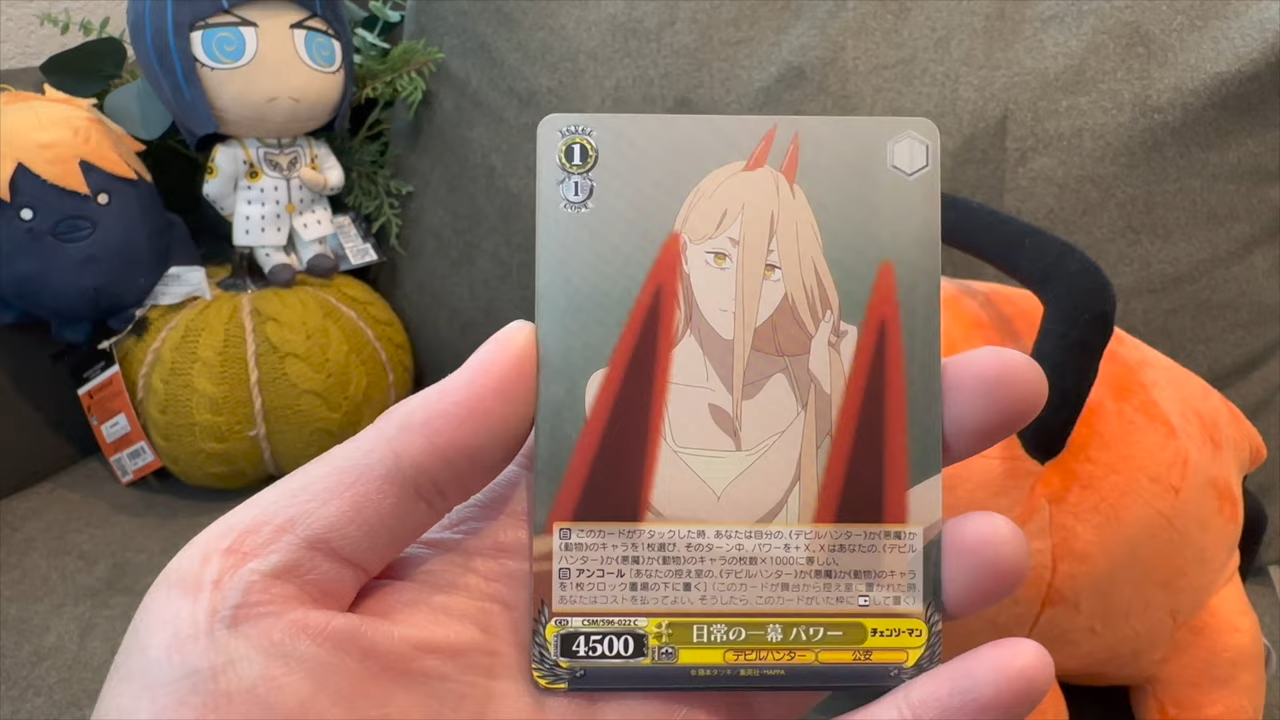 LEVEL
1
1
COST
このカードがアタックした時、あなたは自分の、《デビルハンター》か《悪魔》か
《動物》のキャラを1枚選び、そのターン中、パワーを＋X。Xはあなたの、《デビル
ハンター》か《悪魔》か《動物》のキャラの枚数×1000に等しい。
アンコール［あなたの控え室の、《デビルハンター》か《悪魔》か《動物》のキャラ
を1枚クロック置場の下に置く］（このカードが舞台から控え室に置かれた時、
あなたはコストを払ってよい。そうしたら、このカードがいた枠にして置く）
CH CSM/S96-022 C
4500 日常の一幕 パワー チェンソーマン
デビルハンター 公安
©藤本タツキ／集英社・MAPPA